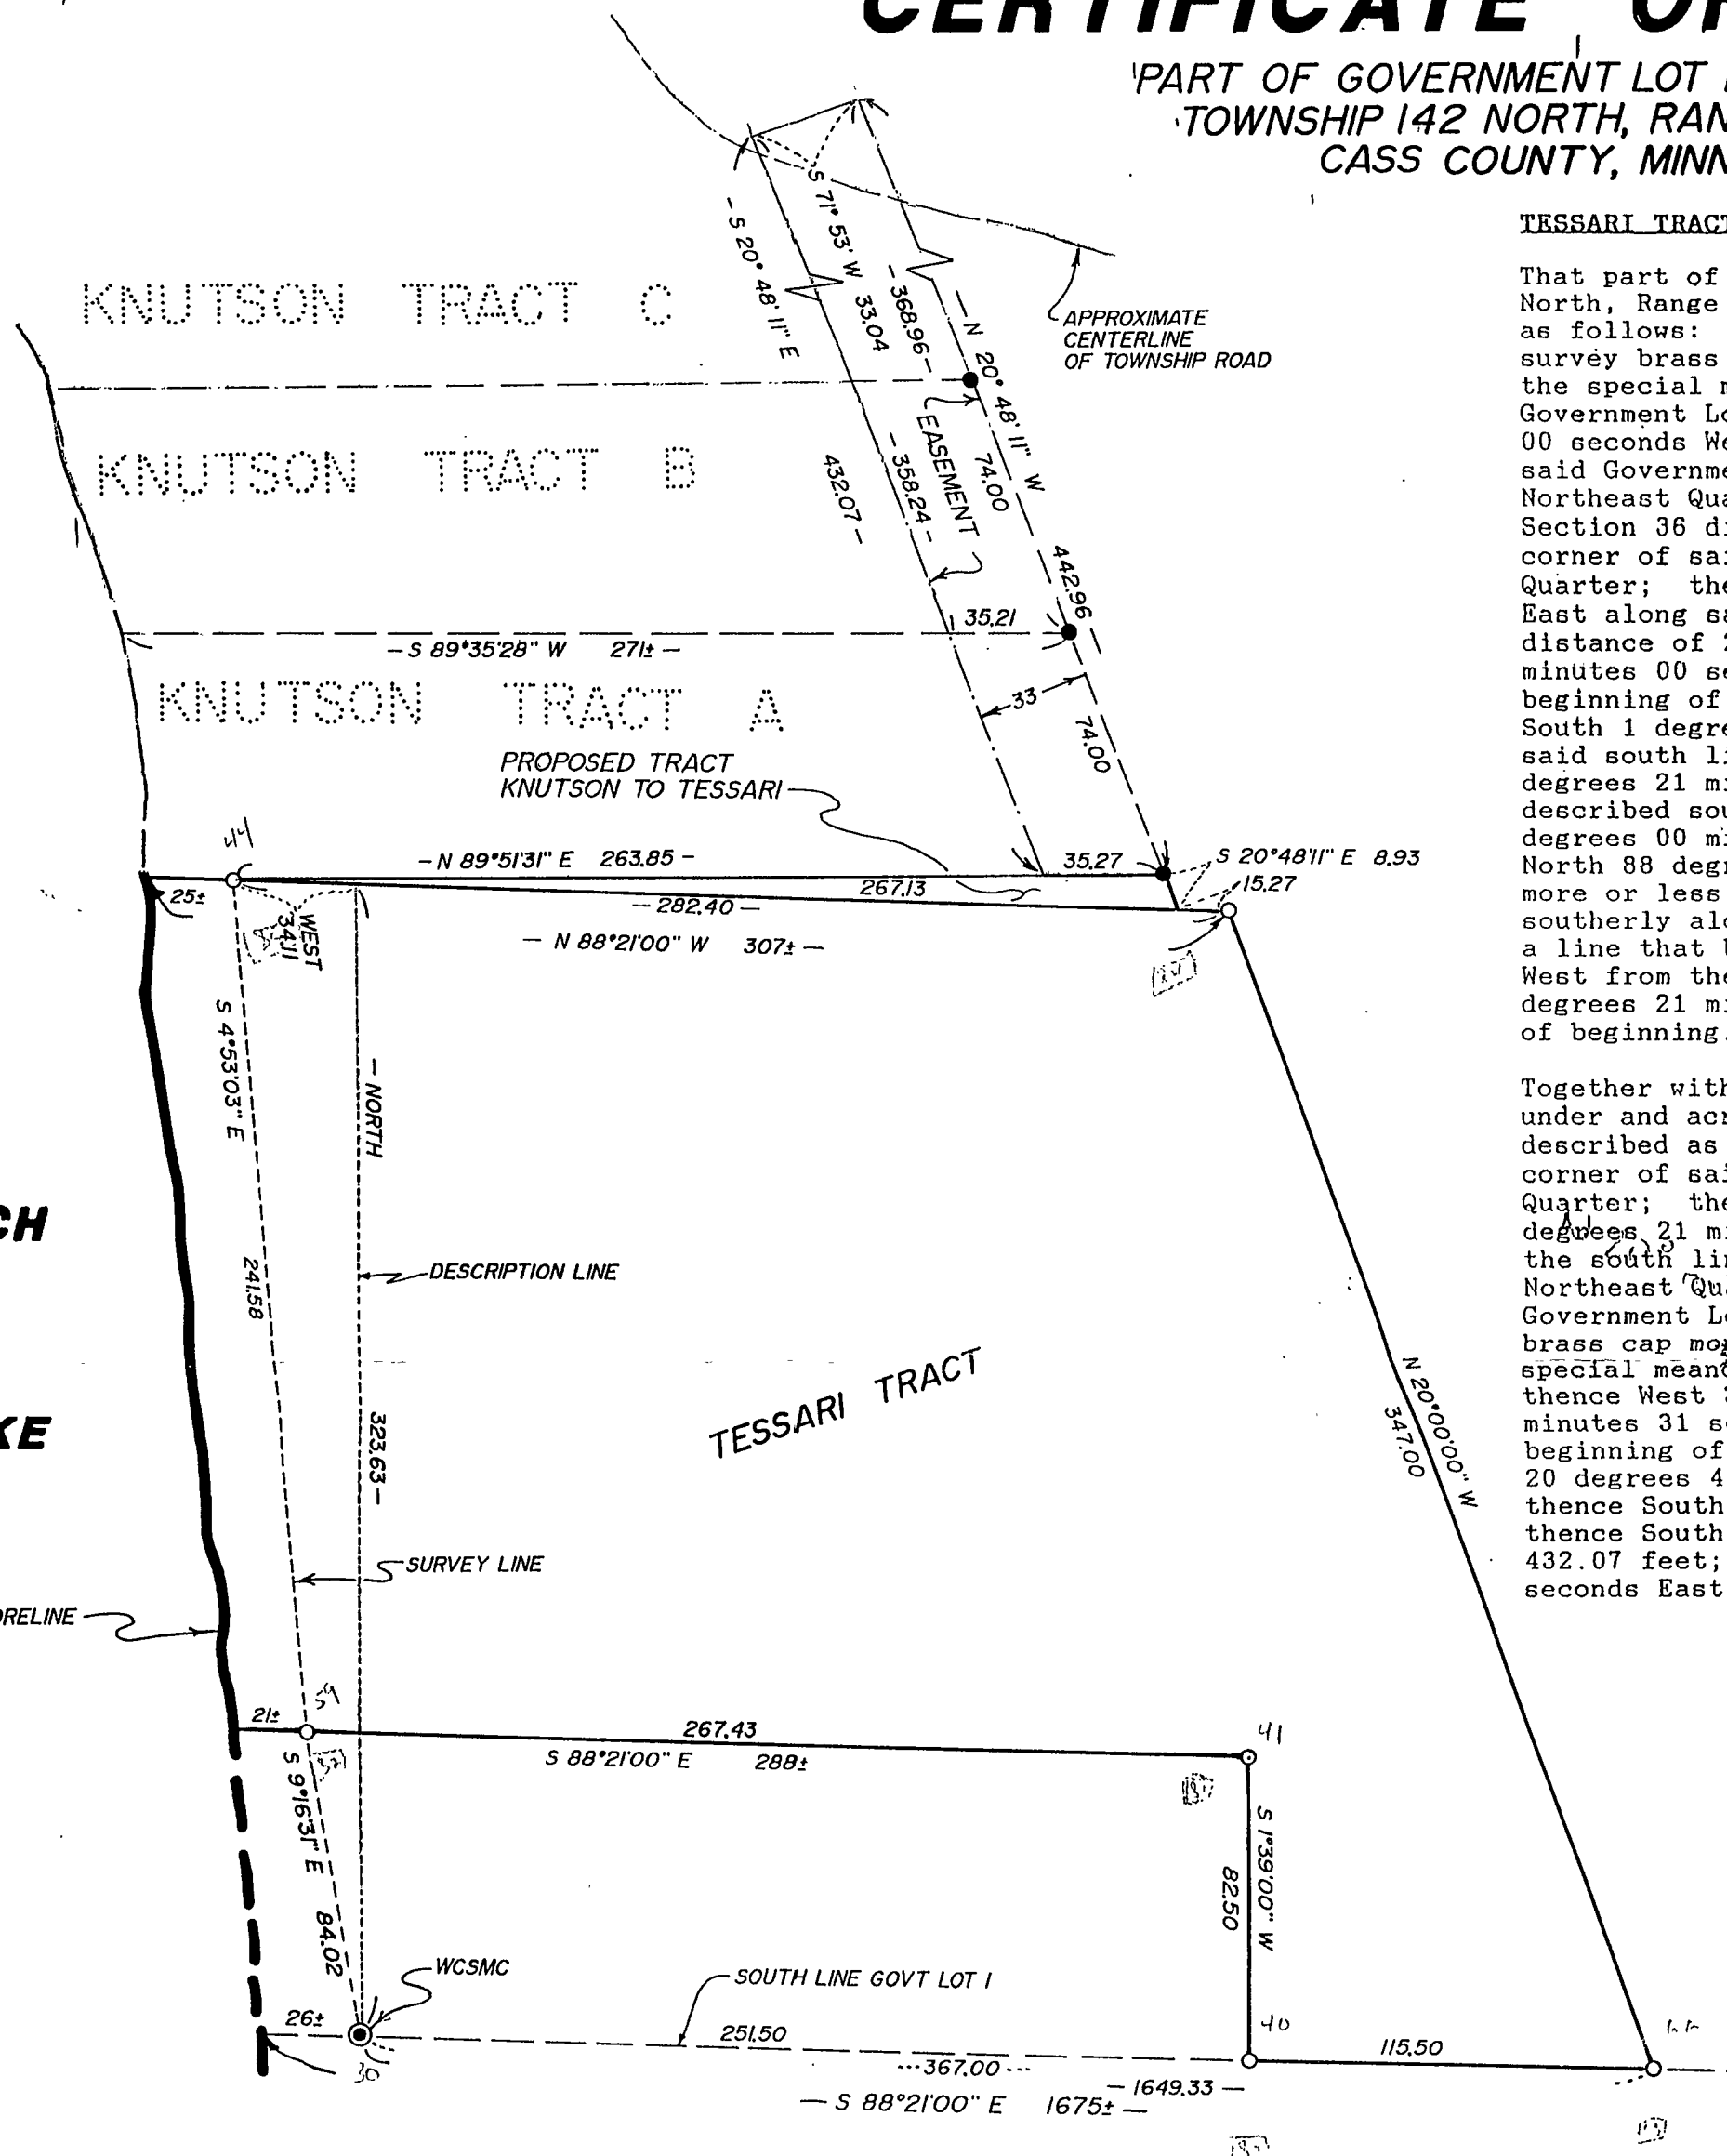 CERTIFICATE
PART OF GOVERNMENT LOT
TOWNSHIP 142 NORTH, RAN
CASS COUNTY, MINN
TESSARI TRACT
That part of
North, Range
as follows:
survey brass
the special
Government Lo
00 seconds We
said Governme
Northeast Qua
Section 36 di
corner of sai
Quarter; the
East along sa
distance of 2
minutes 00 se
beginning of
South 1 degre
said south li
degrees 21 mi
described sou
degrees 00 mi
North 88 degr
more or less
southerly alo
a line that b
West from the
degrees 21 mi
of beginning.
Together with
under and acr
described as
corner of sai
Quarter; the
degrees 21 mi
the south lin
Northeast Qua
Government Lo
brass cap mo
special meand
thence West
minutes 31 se
beginning of
20 degrees 4
thence South
thence South
432.07 feet;
seconds East
S 71° 53' W 33.04
- S 20° 48' 11" E
432.07 -
- 368.96 -
- N 20° 48' 11" W
442.96 -
APPROXIMATE
CENTERLINE
OF TOWNSHIP ROAD
KNUTSON TRACT C
KNUTSON TRACT B
EASEMENT
- 358.24 -
74.00
35.21
- S 89°35'28" W 271± -
KNUTSON TRACT A
33
74.00
PROPOSED TRACT
KNUTSON TO TESSARI
44
- N 89°51'31" E 263.85 -
35.27
S 20°48'11" E 8.93
25±
267.13
15.27
- 282.40 -
- N 88°21'00" W 307± -
WEST
34.11
S 4°53'03" E
241.58
- NORTH
323.63 -
CH
DESCRIPTION LINE
KE
TESSARI TRACT
N 20°00'00" W
347.00
SURVEY LINE
RELINE
21±
39
267.43
S 88°21'00" E 288±
41
S 9°16'31" E 84.02
S 1°39'00" W
82.50
WCSMC
SOUTH LINE GOVT LOT 1
26±
30
251.50
40
115.50
367.00
- 1649.33 -
- S 88°21'00" E 1675± -